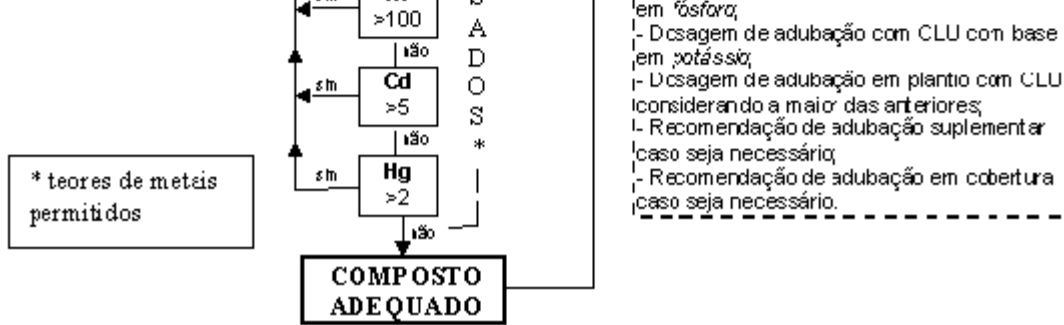 >100
não
sim
Cd
>5
não
sim
Hg
>2
não
S
A
D
O
S
*
COMPOSTO
ADEQUADO
* teores de metais
permitidos
em fósforo;
- Dosagem de adubação com CLU com base
em potássio;
- Dosagem de adubação em plantio com CLU
considerando a maior das anteriores;
- Recomendação de adubação suplementar
caso seja necessário;
- Recomendação de adubação em cobertura
caso seja necessário.